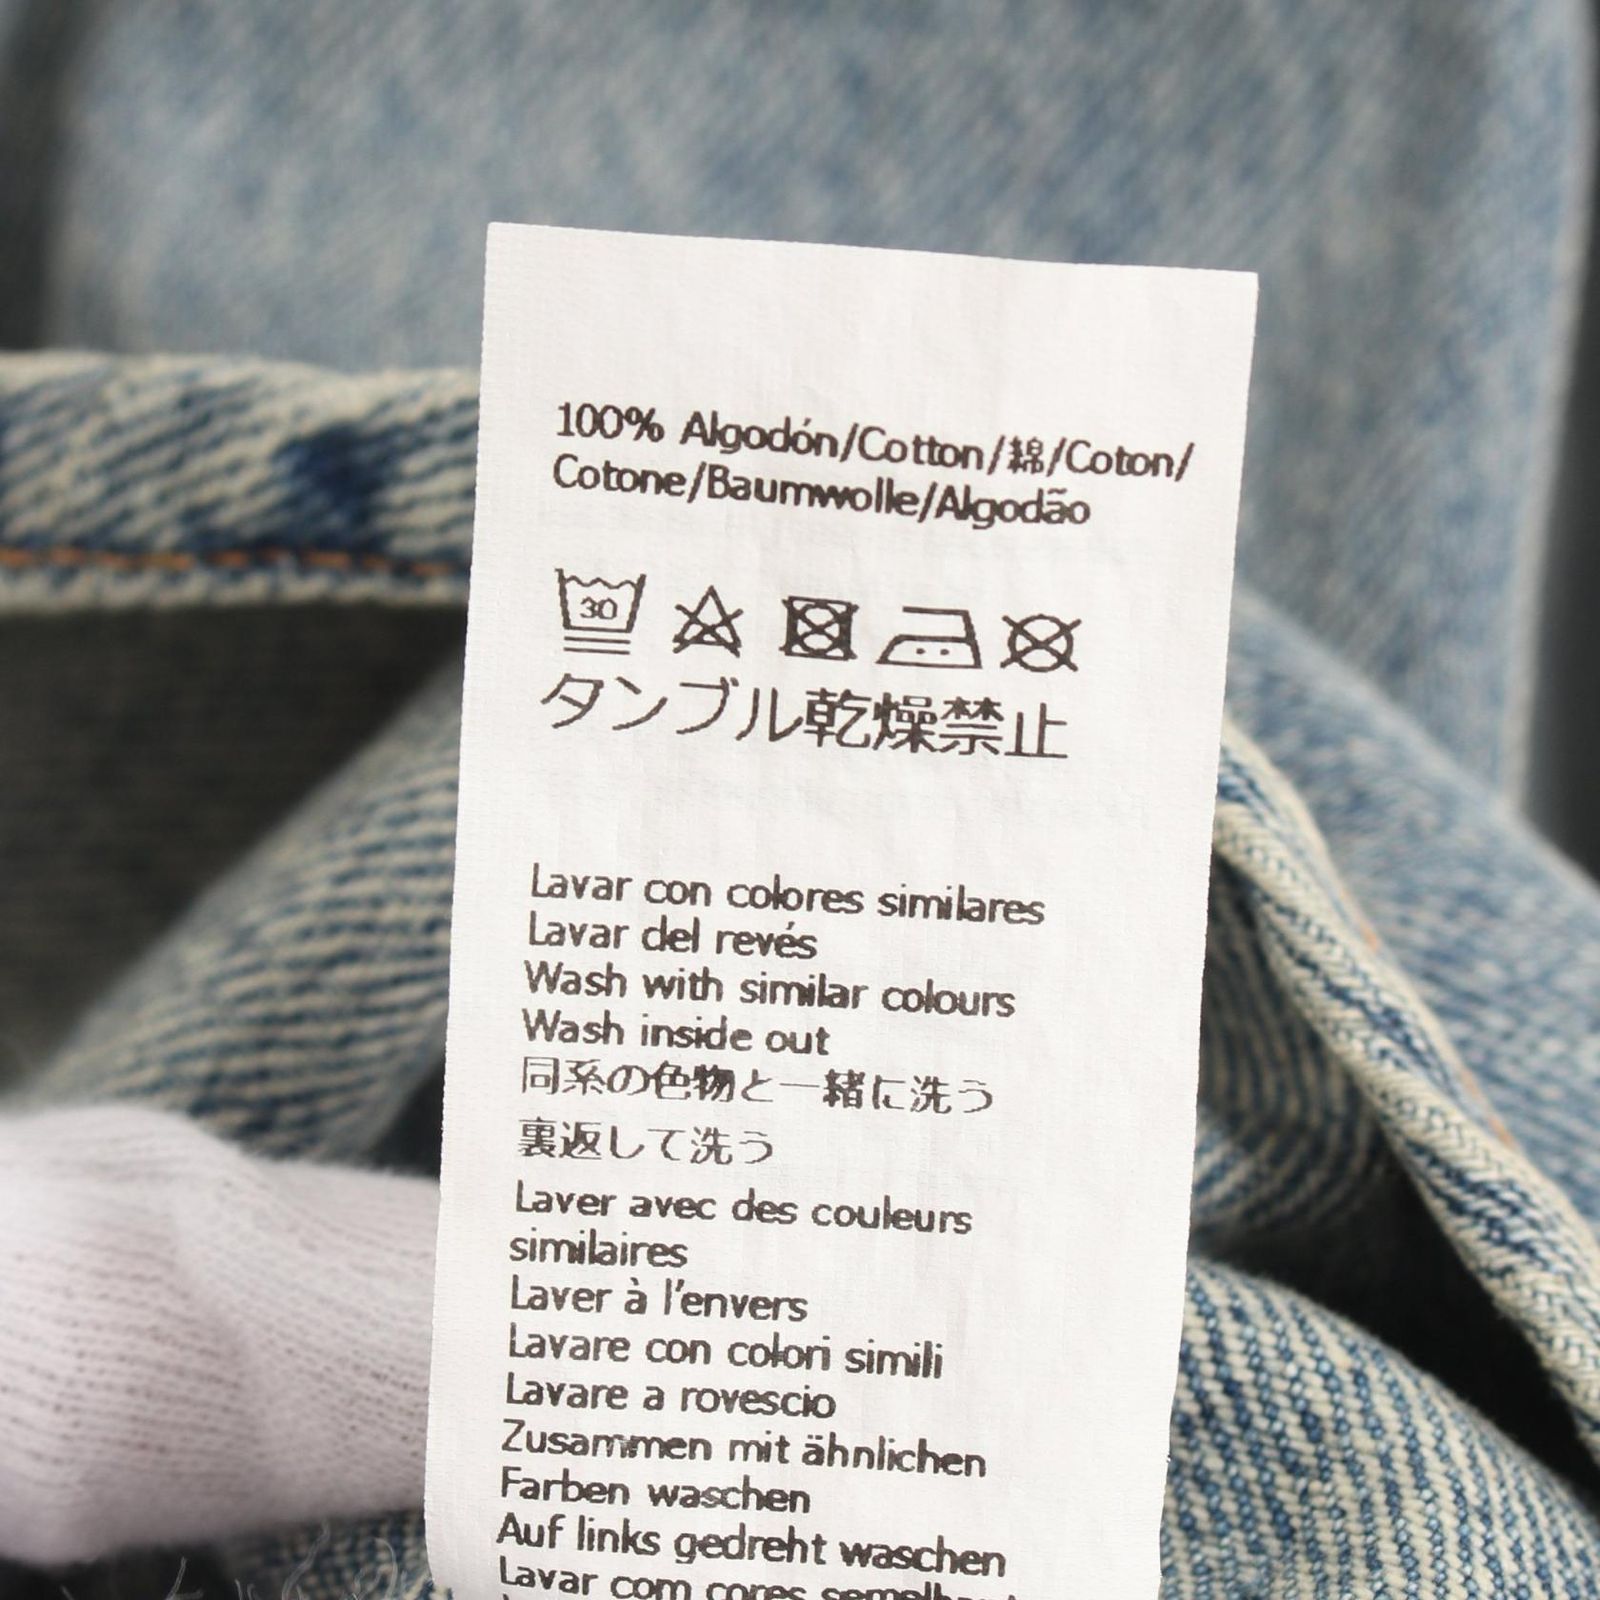 100% Algodón/Cotton/綿/Coton/
Cotone/Baumwolle/Algodão
30
タンブル乾燥禁止
Lavar con colores similares
Lavar del revés
Wash with similar colours
Wash inside out
同系の色物と一緒に洗う
裏返して洗う
Laver avec des couleurs
similaires
Laver à l'envers
Lavare con colori simili
Lavare a rovescio
Zusammen mit ähnlichen
Farben waschen
Auf links gedreht waschen
Lavar com cores